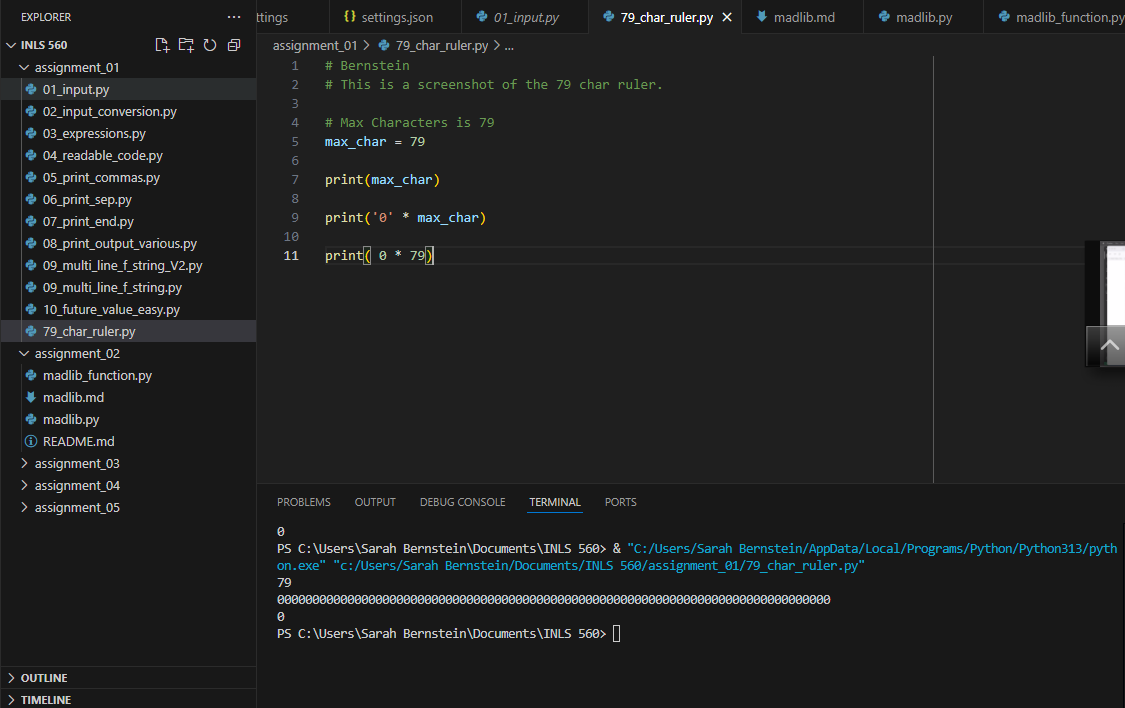 EXPLORER ...
ttings
{} settings.json
01_input.py
79_char_ruler.py
madlib.md
madlib.py
madlib_function.py
INLS 560
assignment_01
01_input.py
02_input_conversion.py
03_expressions.py
04_readable_code.py
05_print_commas.py
06_print_sep.py
07_print_end.py
08_print_output_various.py
09_multi_line_f_string_V2.py
09_multi_line_f_string.py
10_future_value_easy.py
79_char_ruler.py
assignment_02
madlib_function.py
madlib.md
madlib.py
README.md
assignment_03
assignment_04
assignment_05
OUTLINE
TIMELINE
assignment_01 > 79_char_ruler.py > ...
1 # Bernstein
2 # This is a screenshot of the 79 char ruler.
3
4 # Max Characters is 79
5 max_char = 79
6
7 print(max_char)
8
9 print('0' * max_char)
10
11 print( 0 * 79)
PROBLEMS OUTPUT DEBUG CONSOLE TERMINAL PORTS
0
PS C:\Users\Sarah Bernstein\Documents\INLS 560> & "C:/Users/Sarah Bernstein/AppData/Local/Programs/Python/Python313/pyth
on.exe" "c:/Users/Sarah Bernstein/Documents/INLS 560/assignment_01/79_char_ruler.py"
79
0000000000000000000000000000000000000000000000000000000000000000000000000000000
0
PS C:\Users\Sarah Bernstein\Documents\INLS 560>